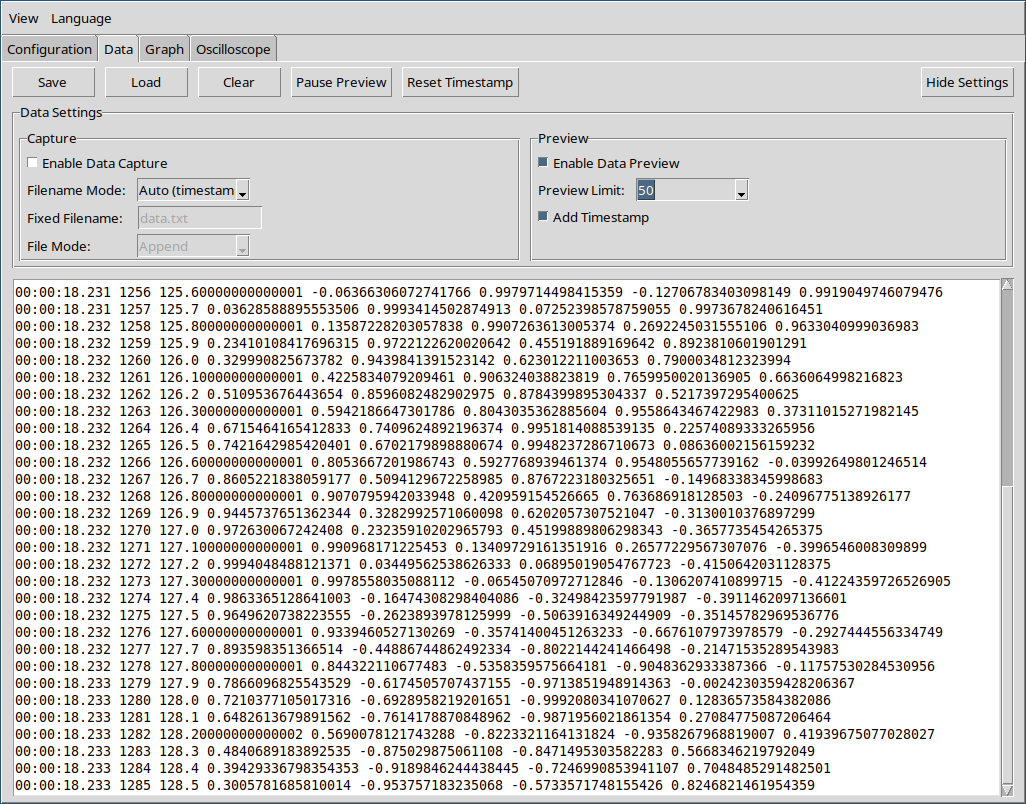 View Language
Configuration Data Graph Oscilloscope
Save Load Clear Pause Preview Reset Timestamp Hide Settings
Data Settings
Capture
Enable Data Capture
Filename Mode: Auto (timestam
Fixed Filename: data.txt
File Mode: Append
Preview
Enable Data Preview
Preview Limit: 50
Add Timestamp
00:00:18.231 1256 125.60000000000001 -0.06366306072741766 0.9979714498415359 -0.12706783403098149 0.9919049746079476
00:00:18.231 1257 125.7 0.03628588895553506 0.9993414502874913 0.07252398578759055 0.9973678240616451
00:00:18.232 1258 125.80000000000001 0.13587228203057838 0.9907263613005374 0.2692245031555106 0.9633040999036983
00:00:18.232 1259 125.9 0.23410108417696315 0.9722122620020642 0.455191889169642 0.8923810601901291
00:00:18.232 1260 126.0 0.329990825673782 0.9439841391523142 0.623012211003653 0.7900034812323994
00:00:18.232 1261 126.10000000000001 0.4225834079209461 0.906324038823819 0.7659950020136905 0.6636064998216823
00:00:18.232 1262 126.2 0.510953676443654 0.8596082482902975 0.8784399895304337 0.5217397295400625
00:00:18.232 1263 126.30000000000001 0.5942186647301786 0.8043035362885604 0.9558643467422983 0.37311015271982145
00:00:18.232 1264 126.4 0.6715464165412833 0.7409624892196374 0.9951814088539135 0.22574089333265956
00:00:18.232 1265 126.5 0.7421642985420401 0.6702179898880674 0.9948237286710673 0.08636002156159232
00:00:18.232 1266 126.60000000000001 0.8053667201986743 0.5927768939461374 0.9548055657739162 -0.03992649801246514
00:00:18.232 1267 126.7 0.8605221838059177 0.5094129672258985 0.8767223180325651 -0.14968338345998683
00:00:18.232 1268 126.80000000000001 0.9070795942033948 0.420959154526665 0.763686918128503 -0.24096775138926177
00:00:18.232 1269 126.9 0.9445737651362344 0.3282992571060098 0.6202057307521047 -0.3130010376897299
00:00:18.232 1270 127.0 0.972630067242408 0.23235910202965793 0.45199889806298343 -0.3657735454265375
00:00:18.232 1271 127.10000000000001 0.990968171225453 0.13409729161351916 0.26577229567307076 -0.3996546008309899
00:00:18.232 1272 127.2 0.9994048488121371 0.03449562538626333 0.06895019054767723 -0.4150642031128375
00:00:18.232 1273 127.30000000000001 0.9978558035088112 -0.06545070972712846 -0.1306207410899715 -0.41224359726526905
00:00:18.232 1274 127.4 0.9863365128641003 -0.16474308298404086 -0.32498423597791987 -0.3911462097136601
00:00:18.232 1275 127.5 0.9649620738223555 -0.2623893978125999 -0.5063916349244909 -0.35145782969536776
00:00:18.232 1276 127.60000000000001 0.9339460527130269 -0.35741400451263233 -0.6676107973978579 -0.2927444556334749
00:00:18.232 1277 127.7 0.893598351366514 -0.44886744862492334 -0.8022144241466498 -0.21471535289543983
00:00:18.232 1278 127.80000000000001 0.844322110677483 -0.5358359575664181 -0.9048362933387366 -0.11757530284530956
00:00:18.233 1279 127.9 0.7866096825543529 -0.6174505707437155 -0.9713851948914363 -0.0024230359428206367
00:00:18.233 1280 128.0 0.7210377105017316 -0.6928958219201651 -0.9992080341070627 0.12836573584382086
00:00:18.233 1281 128.1 0.6482613679891562 -0.7614178870848962 -0.9871956021861354 0.27084775087206464
00:00:18.233 1282 128.20000000000002 0.5690078121743288 -0.8223321164131824 -0.9358267968819007 0.41939675077028027
00:00:18.233 1283 128.3 0.4840689183892535 -0.875029875061108 -0.8471495303582283 0.5668346219792049
00:00:18.233 1284 128.4 0.39429336798354353 -0.9189846244438445 -0.7246990853941107 0.7048485291482501
00:00:18.233 1285 128.5 0.3005781685810014 -0.953757183235068 -0.5733571748155426 0.8246821461954359